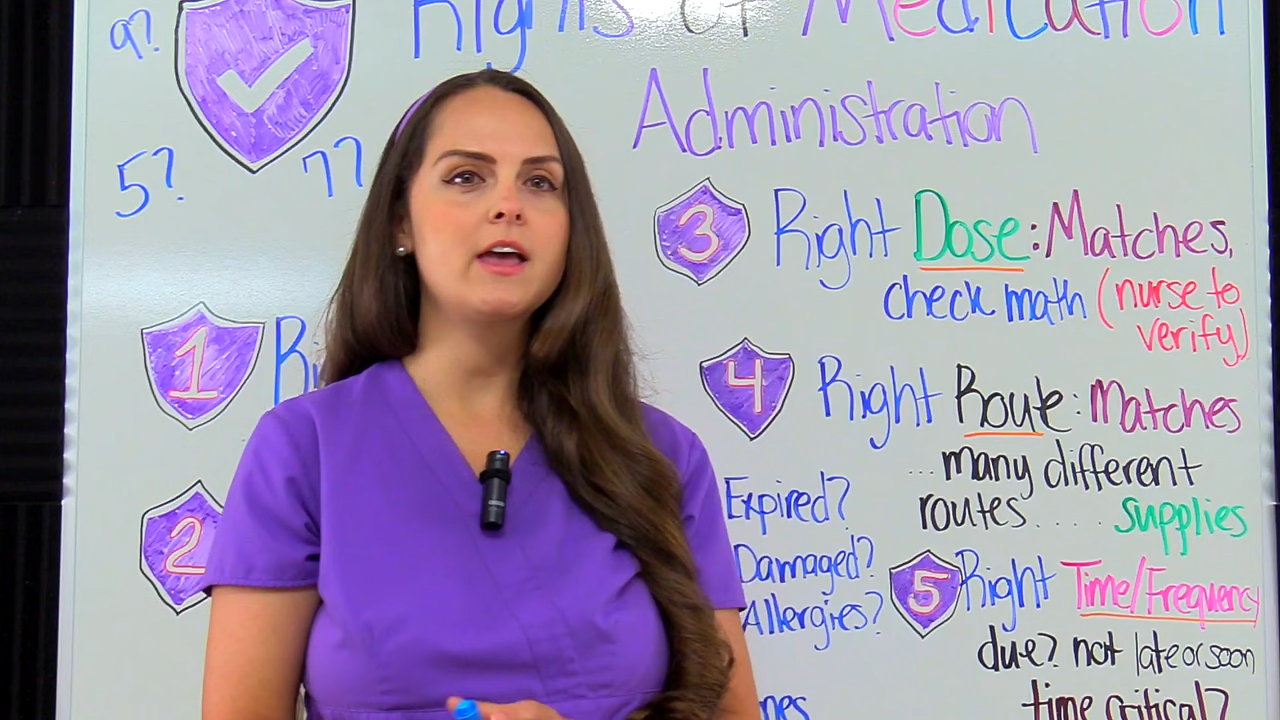 Rights of Medication
9?
Administration
5? 7?
3 Right Dose: Matches,
check math (nurse to
verify)
1
4 Right Route: Matches
...many different
routes..... supplies
2
Expired?
Damaged?
Allergies?
5 Right Time/Frequency
due? not late or soon
time critical?